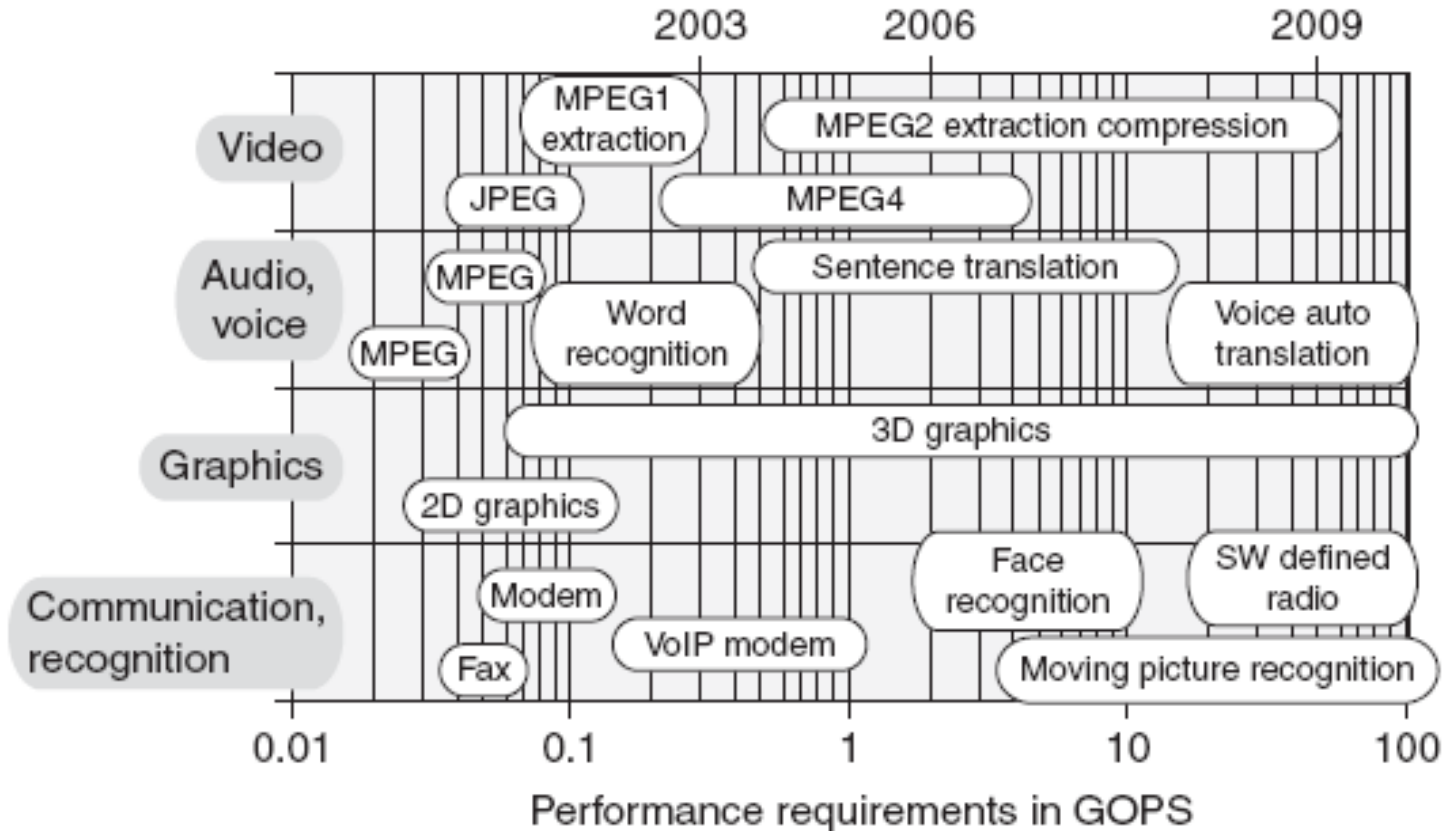 2003 2006 2009
Video
MPEG1
extraction
MPEG2 extraction compression
JPEG
MPEG4
Audio,
voice
MPEG
Sentence translation
Word
recognition
Voice auto
translation
MPEG
Graphics
3D graphics
2D graphics
Communication,
recognition
Modem
Face
recognition
SW defined
radio
VoIP modem
Fax
Moving picture recognition
0.01 0.1 1 10 100
Performance requirements in GOPS